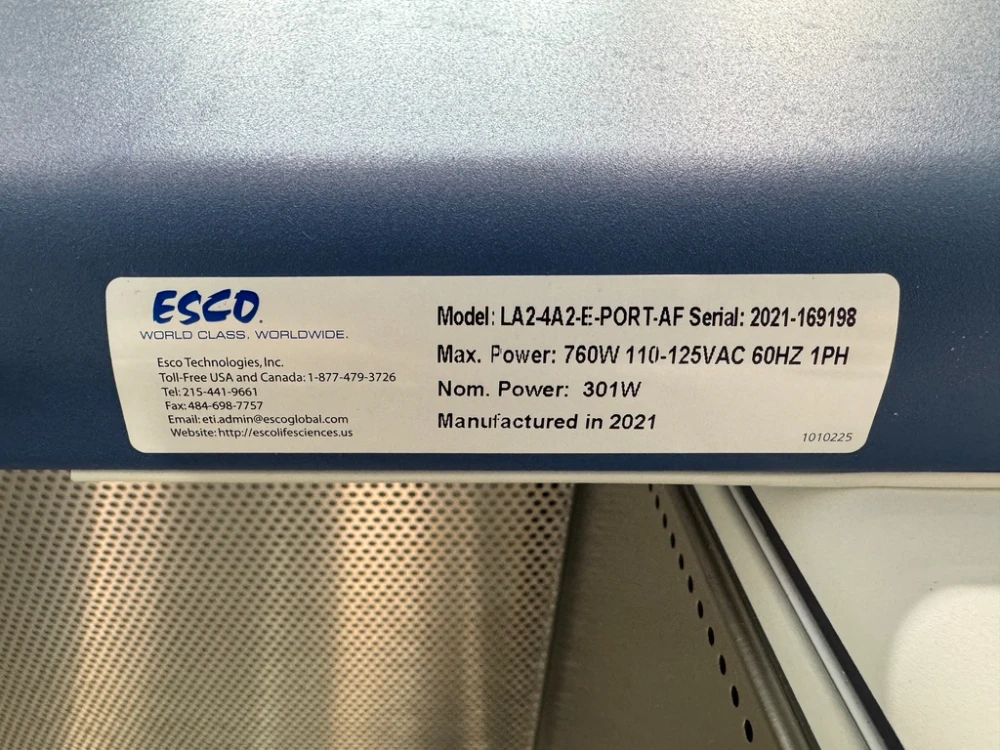 ESCO.
WORLD CLASS. WORLDWIDE.
Esco Technologies, Inc.
Toll-Free USA and Canada: 1-877-479-3726
Tel: 215-441-9661
Fax: 484-698-7757
Email: eti.admin@escoglobal.com
Website: http://escolifesciences.us
Model: LA2-4A2-E-PORT-AF Serial: 2021-169198
Max. Power: 760W 110-125VAC 60HZ 1PH
Nom. Power: 301W
Manufactured in 2021
1010225